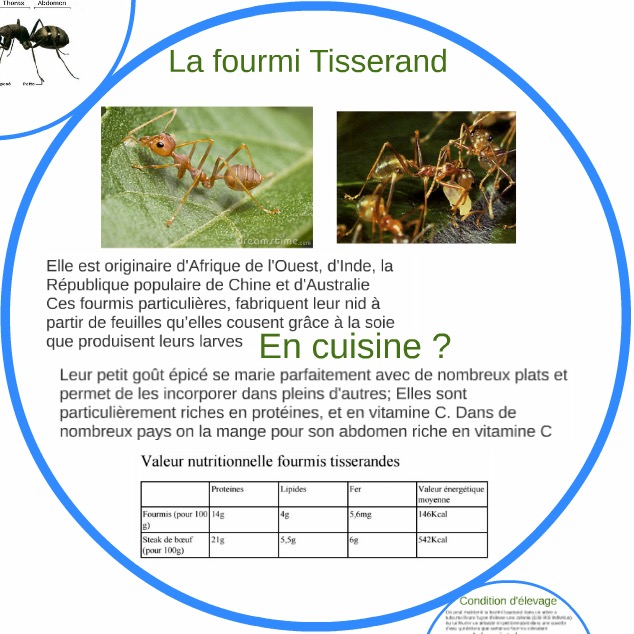 Thorax Abdomen
Patte
La fourmi Tisserand
dreamstime.com
Elle est originaire d'Afrique de l'Ouest, d'Inde, la
République populaire de Chine et d'Australie
Ces fourmis particulières, fabriquent leur nid à
partir de feuilles qu'elles cousent grâce à la soie
que produisent leurs larves
En cuisine ?
Leur petit goût épicé se marie parfaitement avec de nombreux plats et
permet de les incorporer dans pleins d'autres; Elles sont
particulièrement riches en protéines, et en vitamine C. Dans de
nombreux pays on la mange pour son abdomen riche en vitamine C
Valeur nutritionnelle fourmis tisserandes
Proteines Lipides Fer Valeur énergétique
moyenne
Fourmis (pour 100 14g 4g 5,6mg 146Kcal
g)
Steak de bœuf 21g 5,5g 6g 542Kcal
(pour 100g)
Condition d'élevage